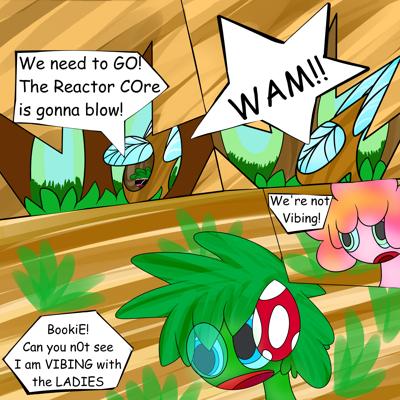 We need to GO!
The Reactor COre
is gonna blow!
WAM!!
We're not
Vibing!
BookiE!
Can you n0t see
I am VIBING with
the LADIES